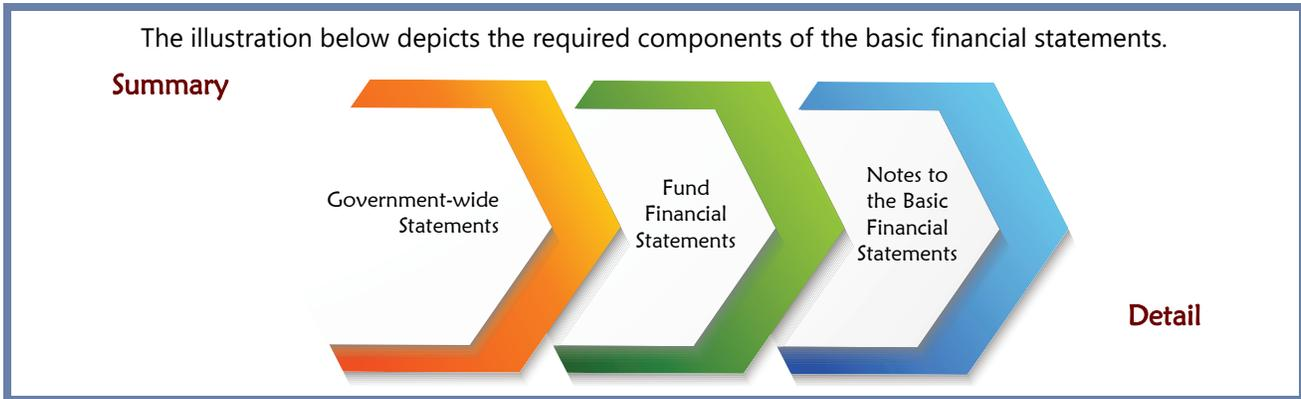 The illustration below depicts the required components of the basic financial statements.
Summary
Government-wide
Statements
Fund
Financial
Statements
Notes to
the Basic
Financial
Statements
Detail